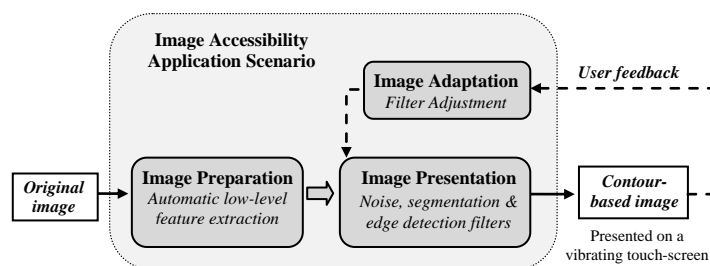 Image Accessibility
Application Scenario
Image Adaptation
Filter Adjustment
User feedback
Original
image
Image Preparation
Automatic low-level
feature extraction
Image Presentation
Noise, segmentation &
edge detection filters
Contour-
based image
Presented on a
vibrating touch-screen